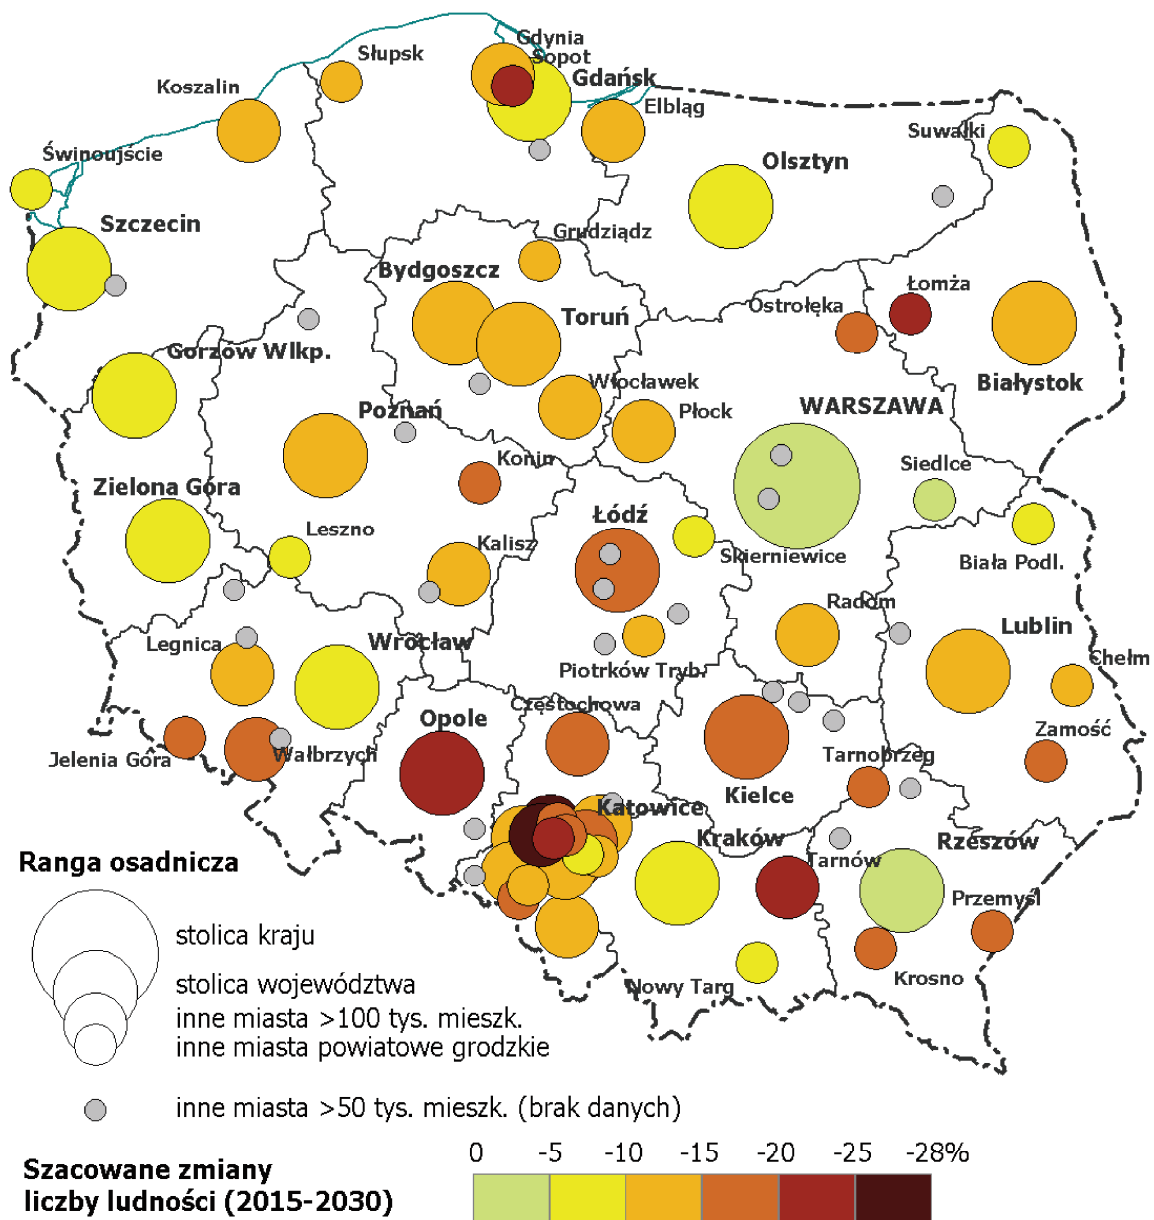 Gdynia
Słupsk
Sopot
Gdańsk
Koszalin
Elbląg
Suwałki
Świnoujście
Olsztyn
Szczecin
Grudziądz
Bydgoszcz
Łomża
Ostrołęka
Toruń
Gorzów Wlkp.
Włocławek
Białystok
Poznań
Płock
WARSZAWA
Konin
Siedlce
Zielona Góra
Łódź
Leszno
Kalisz
Skierniewice
Biała Podl.
Radom
Lublin
Legnica
Wrocław
Chełm
Piotrków Tryb.
Częstochowa
Opole
Zamość
Jelenia Góra
Wałbrzych
Tarnobrzeg
Kielce
Katowice
Kraków
Rzeszów
Tarnów
Przemyśl
Krosno
Nowy Targ
Ranga osadnicza
stolica kraju
stolica województwa
inne miasta >100 tys. mieszk.
inne miasta powiatowe grodzkie
inne miasta >50 tys. mieszk. (brak danych)
0 -5 -10 -15 -20 -25 -28%
Szacowane zmiany
liczby ludności (2015-2030)